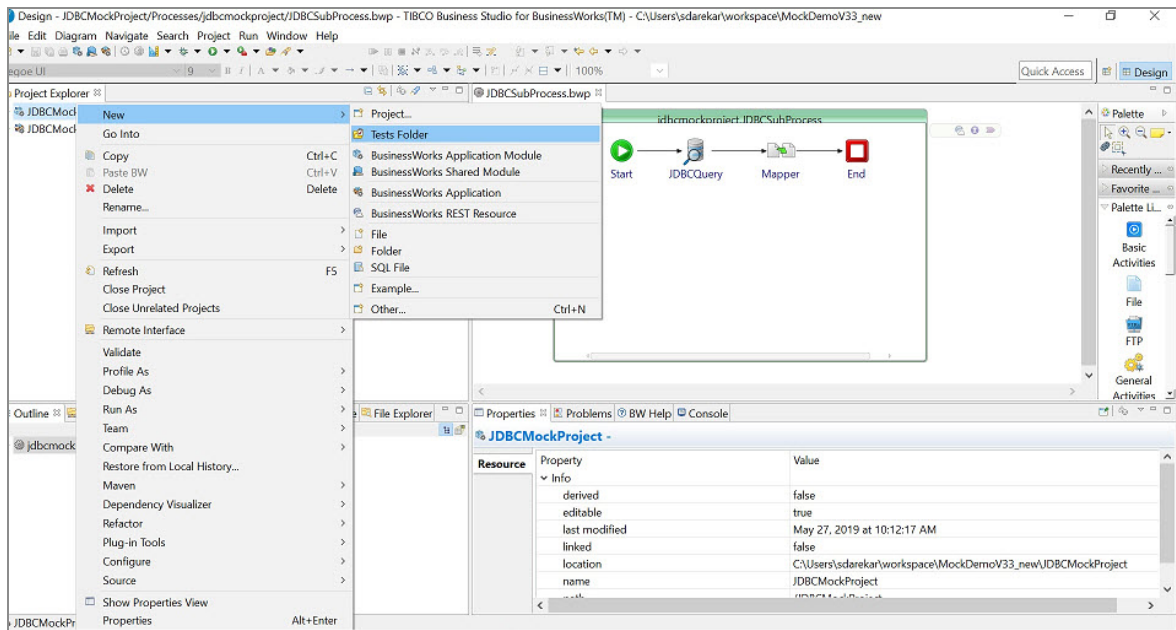 Design - JDBCMockProject/Processes/jdbcmockproject/JDBCSubProcess.bwp - TIBCO Business Studio for BusinessWorks(TM) - C:\Users\sdarekar\workspace\MockDemoV33_new
Edit Diagram Navigate Search Project Run Window Help
9 B I A 100% Quick Access Design
Project Explorer
JDBCMock
JDBCMock
New
Go Into
Copy Ctrl+C
Paste BW Ctrl+V
Delete Delete
Rename...
Import
Export
Refresh F5
Close Project
Close Unrelated Projects
Remote Interface
Validate
Profile As
Debug As
Run As
Team
Compare With
Restore from Local History...
Maven
Dependency Visualizer
Refactor
Plug-in Tools
Configure
Source
Show Properties View
Properties Alt+Enter
Project...
Tests Folder
BusinessWorks Application Module
BusinessWorks Shared Module
BusinessWorks Application
BusinessWorks REST Resource
File
Folder
SQL File
Example...
Other... Ctrl+N
JDBCSubProcess.bwp
jdbcmockproject.JDBCSubProcess
Start JDBCQuery Mapper End
Palette
Recently ...
Favorite ...
Palette Li...
Basic
Activities
File
FTP
General
Activities
Outline
File Explorer
jdbcmock
Properties Problems BW Help Console
JDBCMockProject -
Resource
Property Value
Info
derived false
editable true
last modified May 27, 2019 at 10:12:17 AM
linked false
location C:\Users\sdarekar\workspace\MockDemoV33_new\JDBCMockProject
name JDBCMockProject
JDBCMockPr